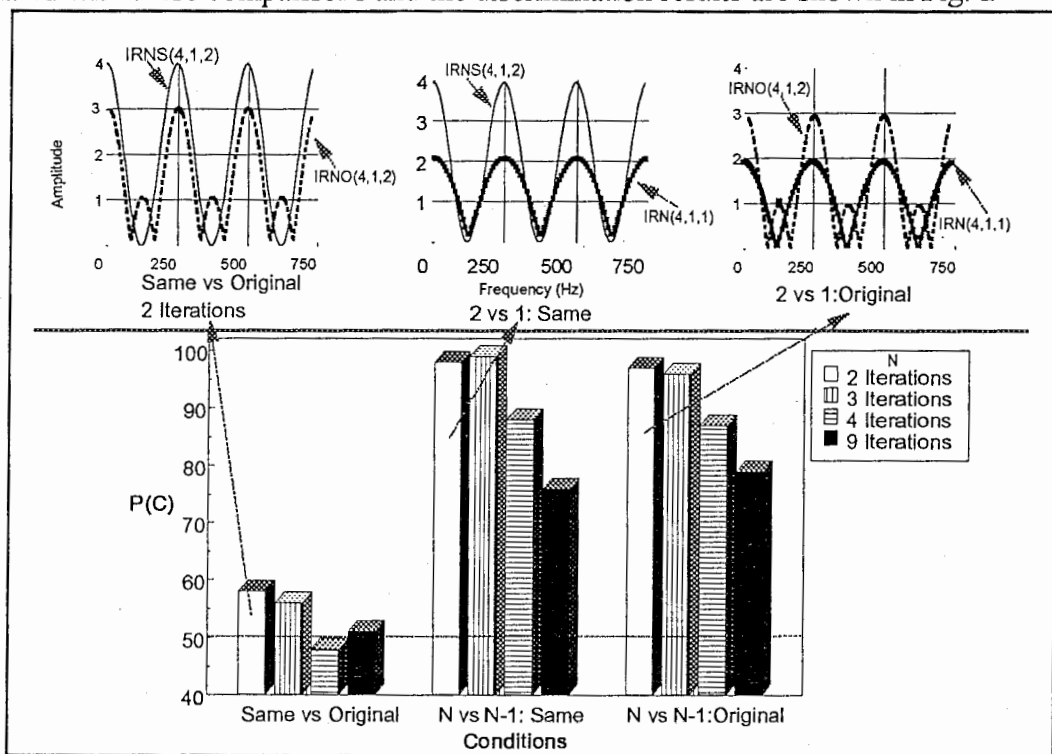 IRNS(4,1,2)
4
3
2
1
Amplitude
IRNO(4,1,2)
0 250 500 750
Same vs Original
2 Iterations
IRNS(4,1,2)
4
3
2
1
IRN(4,1,1)
0 250 500 750
Frequency (Hz)
2 vs 1: Same
4
IRNO(4,1,2)
3
2
1
IRN(4,1,1)
0 250 500 750
2 vs 1:Original
100
90
80
P(C)
70
60
50
40
N
2 Iterations
3 Iterations
4 Iterations
9 Iterations
Same vs Original N vs N-1: Same N vs N-1:Original
Conditions